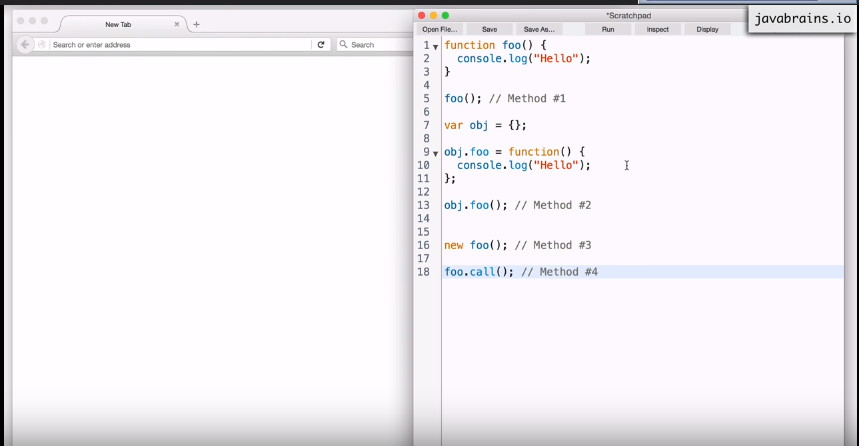 New Tab
Search or enter address
Search
*Scratchpad
javabrains.io
Open File... Save Save As... Run Inspect Display
1 function foo() {
2 console.log("Hello");
3 }
4
5 foo(); // Method #1
6
7 var obj = {};
8
9 obj.foo = function() {
10 console.log("Hello");
11 };
12
13 obj.foo(); // Method #2
14
15
16 new foo(); // Method #3
17
18 foo.call(); // Method #4